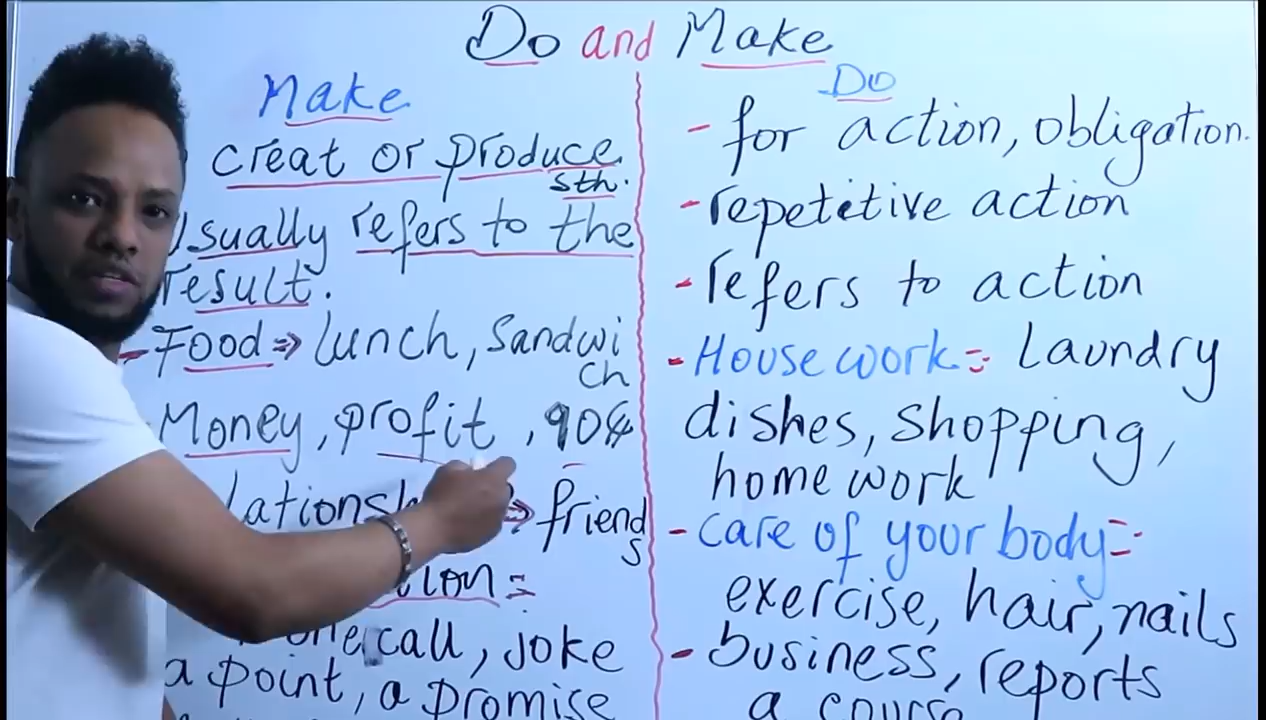 Do and Make
Make
creat or produce
sth.
Usually refers to the
result.
- Food => lunch, sandwi
ch
Money, profit,
=> friend
s
call, joke
a point, a promise
Do
- for action, obligation.
- repetitive action
- refers to action
- House work = Laundry
dishes, shopping,
home work
- care of your body =
exercise, hair, nails
- business, reports
a course